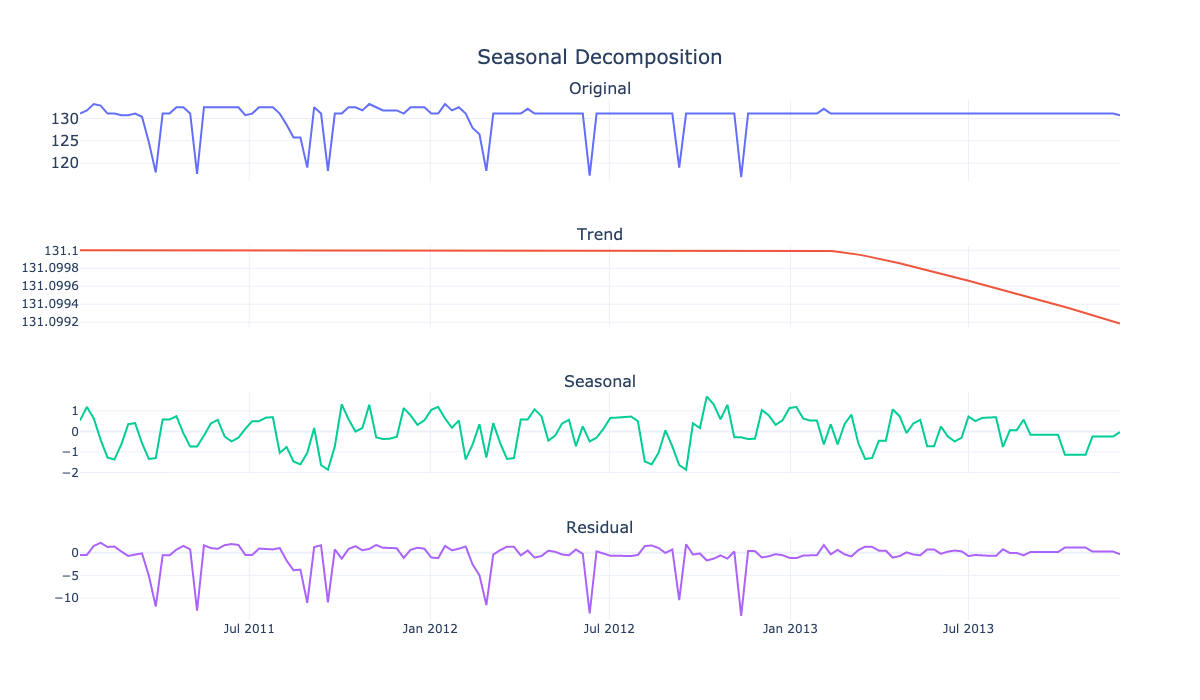 Seasonal Decomposition
Original
130
125
120
Trend
131.1
131.0998
131.0996
131.0994
131.0992
Seasonal
1
0
−1
−2
Residual
0
−5
−10
Jul 2011 Jan 2012 Jul 2012 Jan 2013 Jul 2013